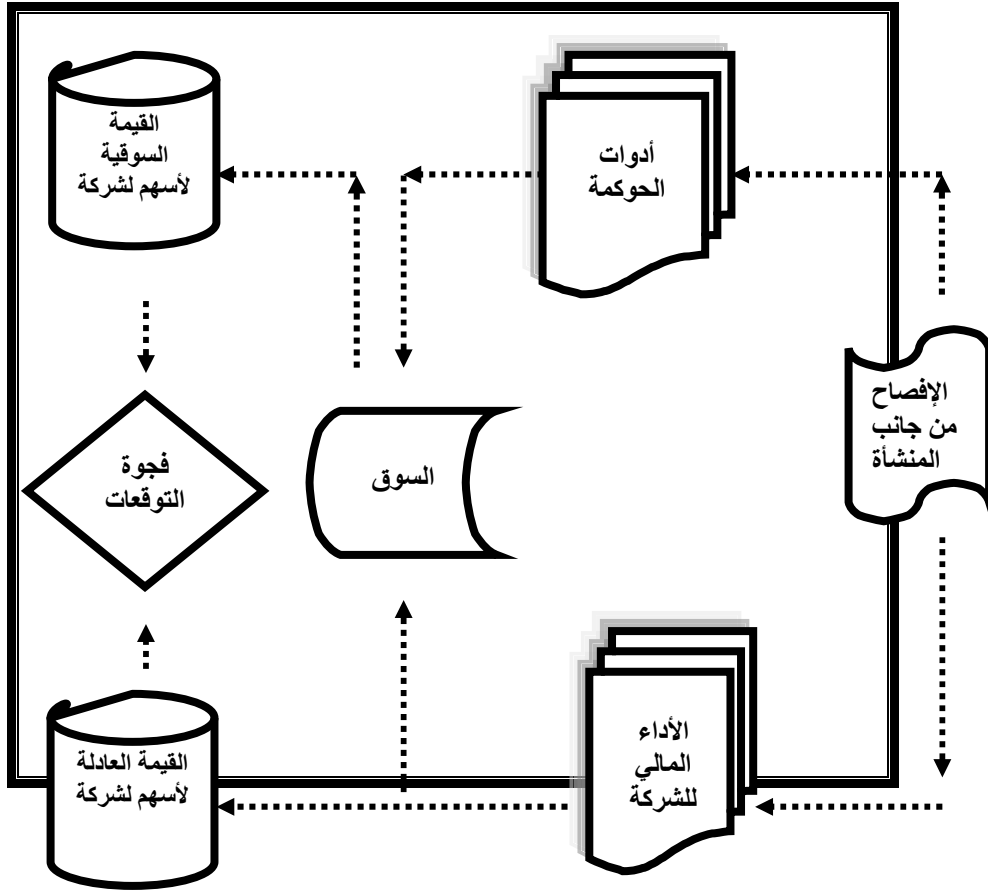 أدوات
الحوكمة
القيمة
السوقية
لأسهم لشركة
الإفصاح
من جانب
المنشأة
السوق
فجوة
التوقعات
الأداء
المالي
للشركة
القيمة العادلة
لأسهم لشركة